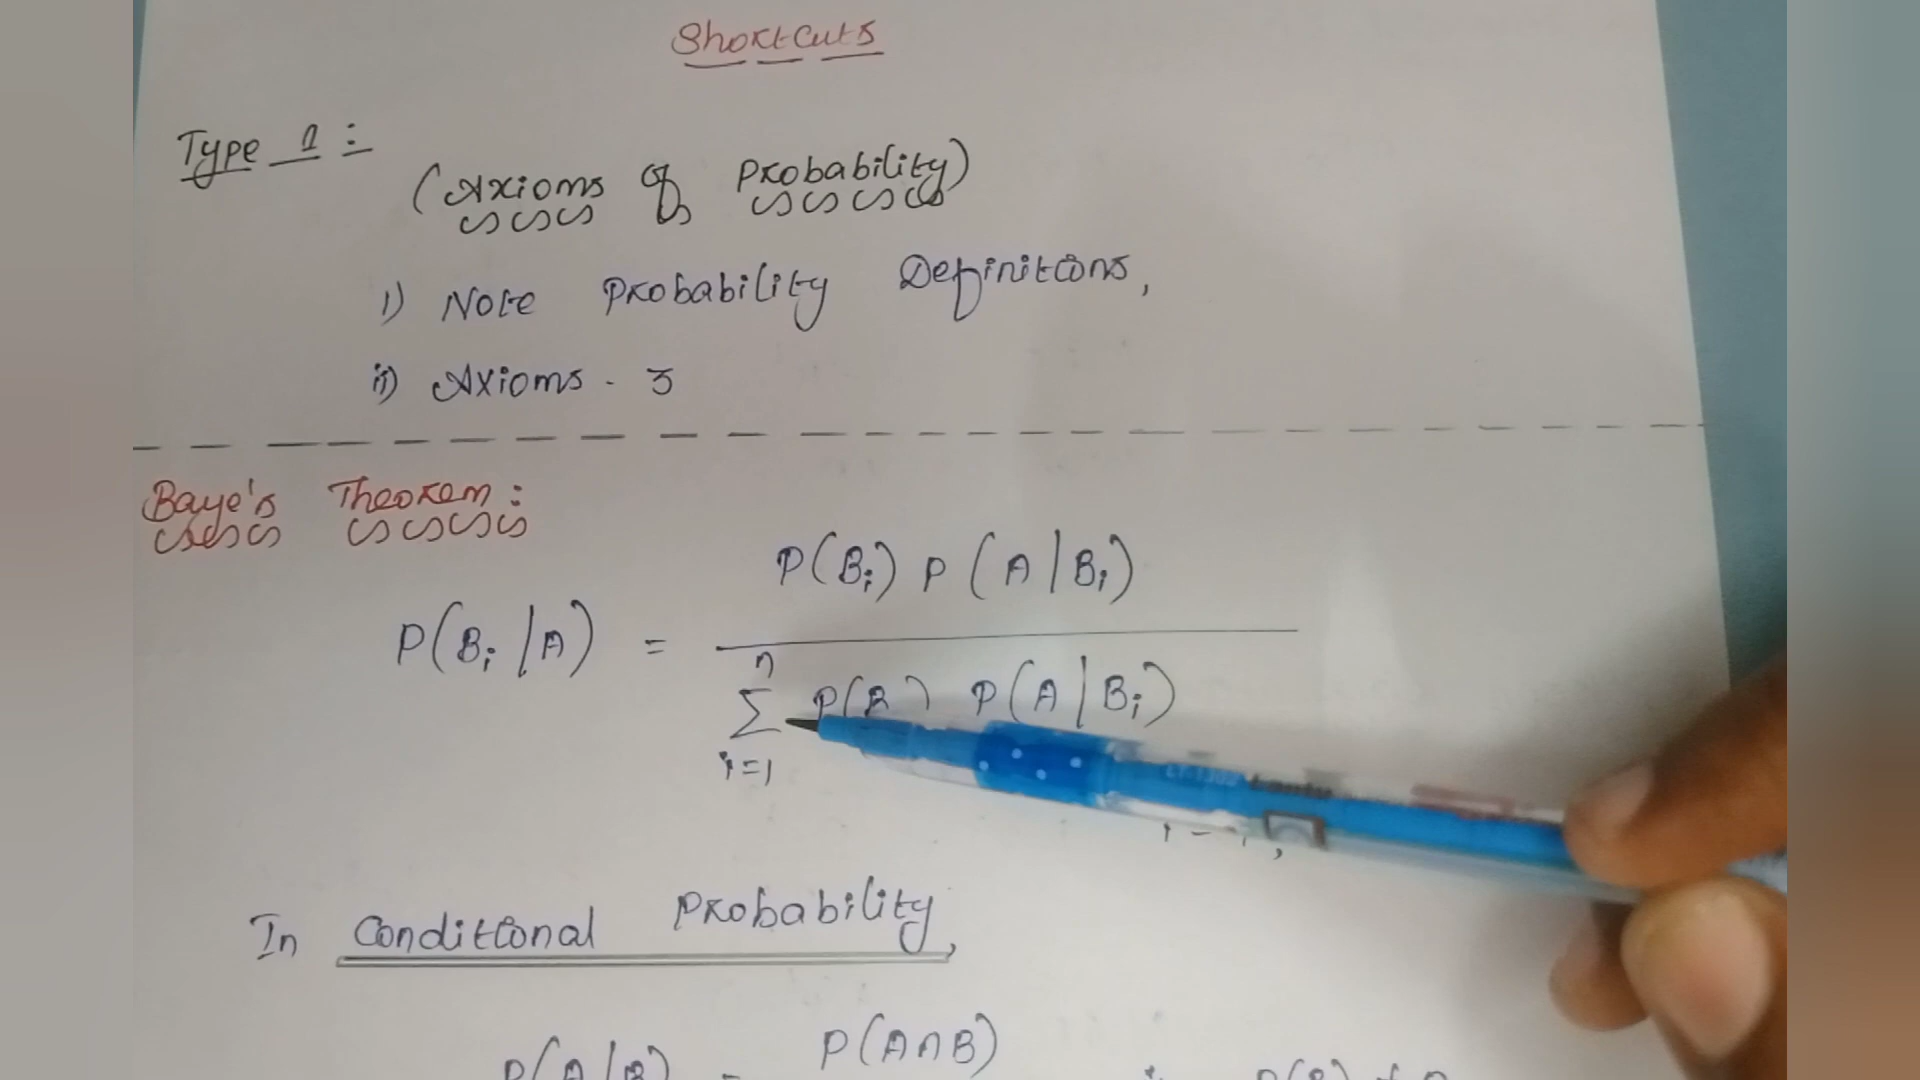 Shortcuts
Type 1 :
(Axioms of Probability)
i) Note Probability Definitions,
ii) Axioms - 3
Baye's Theorem :
P(Bi) P(A|Bi)
P(Bi/A) =
n
∑ P(B ) P(A|Bi)
i=1
In Conditional Probability,
P(A∩B)
P(A|B) =